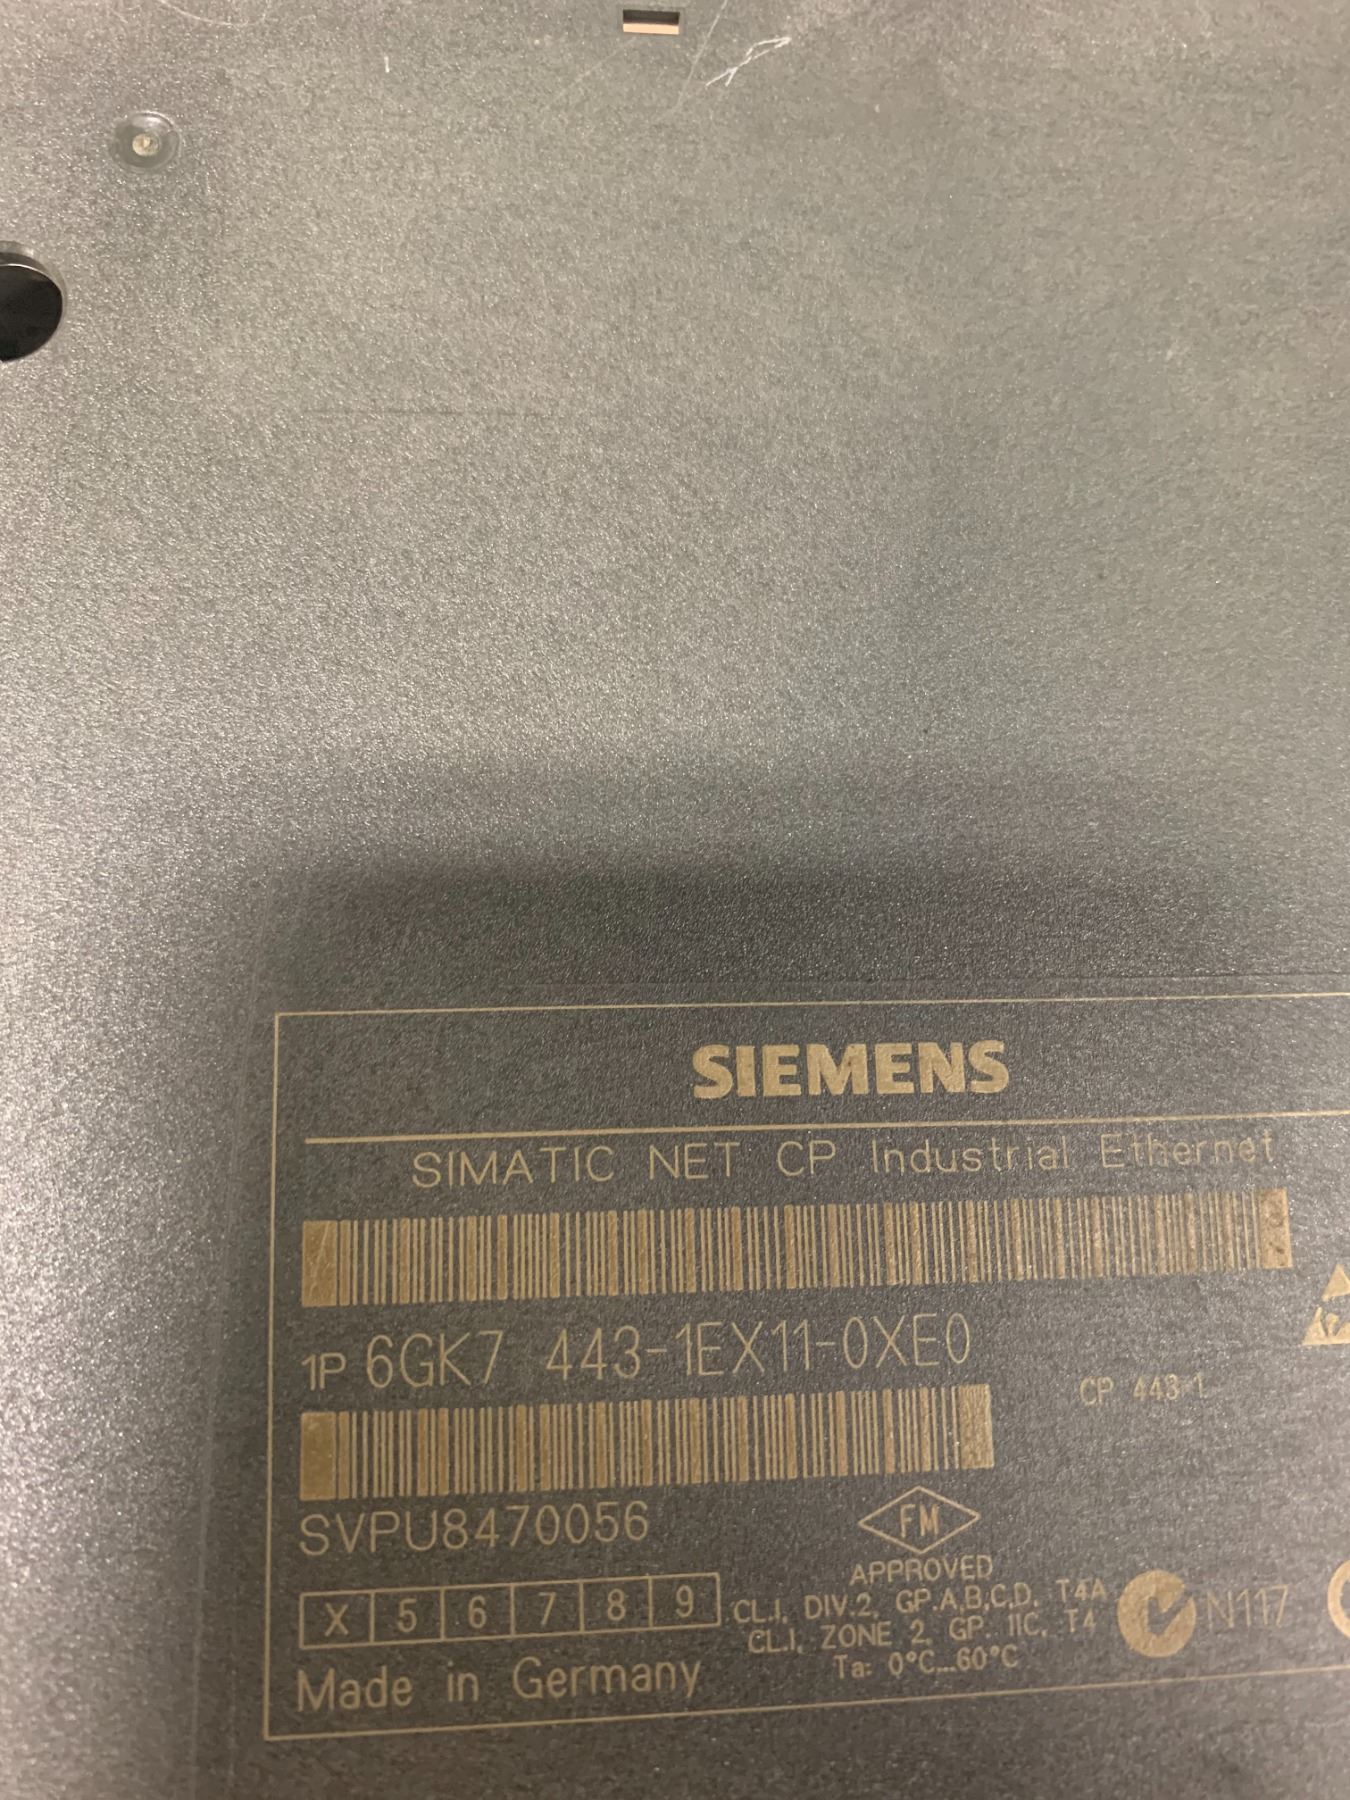 SIEMENS
SIMATIC NET CP Industrial Ethernet
1P 6GK7 443-1EX11-0XE0
CP 443-1
SVPU8470056
FM
APPROVED
CL.I, DIV.2, GP.A,B,C,D, T4A
CL.I, ZONE 2, GP. IIC, T4
Ta: 0°C...60°C
N117
X 5 6 7 8 9
Made in Germany